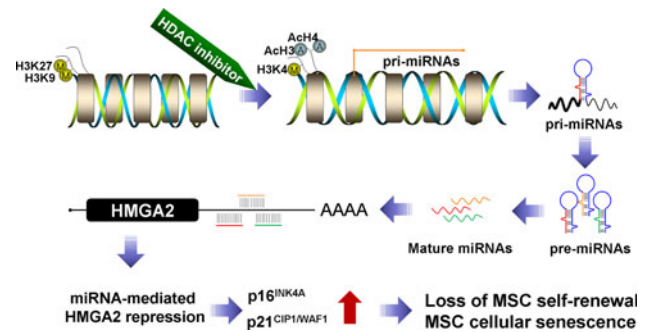 H3K27
H3K9
M
M
HDAC inhibitor
AcH4
AcH3
A
A
H3K4
M
pri-miRNAs
pri-miRNAs
HMGA2
AAAA
Mature miRNAs
pre-miRNAs
miRNA-mediated
HMGA2 repression
p16INK4A
p21CIP1/WAF1
Loss of MSC self-renewal
MSC cellular senescence